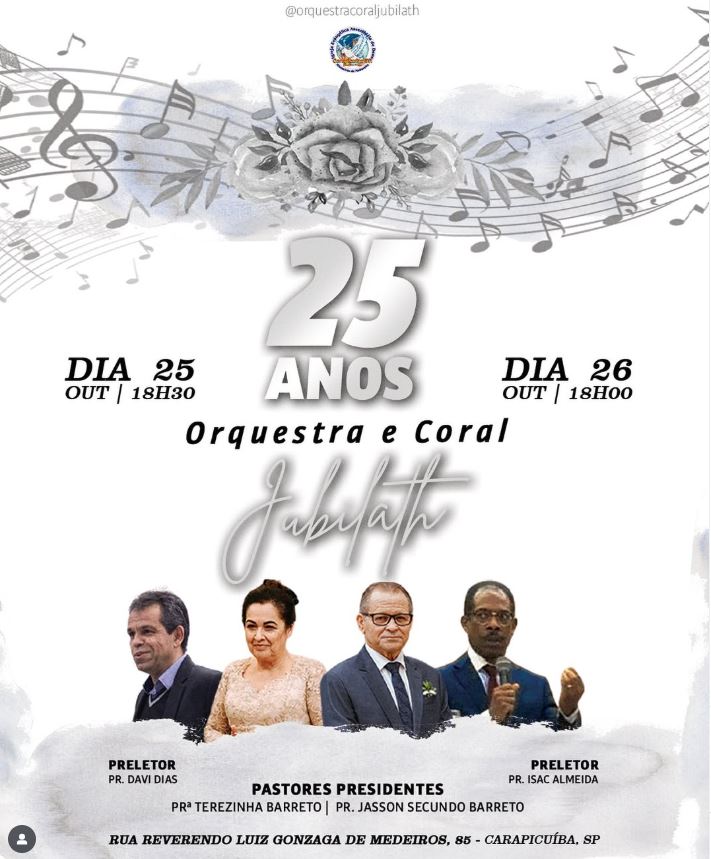 @orquestracoraljubilath
25
ANOS
DIA 25
OUT | 18H30
DIA 26
OUT | 18H00
Orquestra e Coral
Jubilath
PRELETOR
PR. DAVI DIAS
PRELETOR
PR. ISAC ALMEIDA
PASTORES PRESIDENTES
PRª TEREZINHA BARRETO | PR. JASSON SECUNDO BARRETO
RUA REVERENDO LUIZ GONZAGA DE MEDEIROS, 85 - CARAPICUÍBA, SP